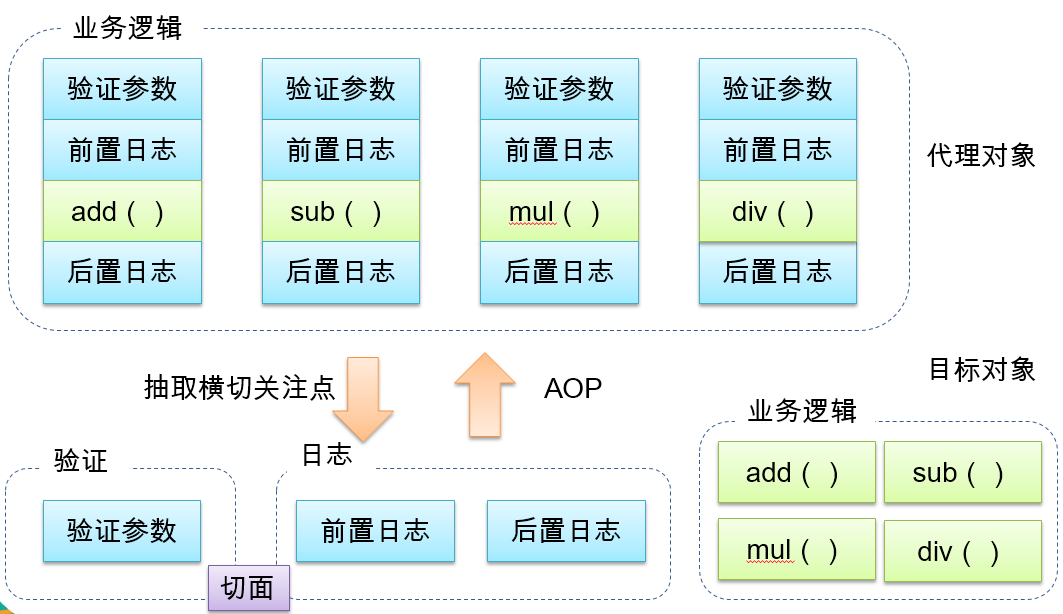 业务逻辑
验证参数
前置日志
add（ ）
后置日志
验证参数
前置日志
sub（ ）
后置日志
验证参数
前置日志
mul（ ）
后置日志
验证参数
前置日志
div（ ）
后置日志
代理对象
抽取横切关注点
AOP
验证
验证参数
日志
前置日志
后置日志
切面
目标对象
业务逻辑
add（ ）
sub（ ）
mul（ ）
div（ ）